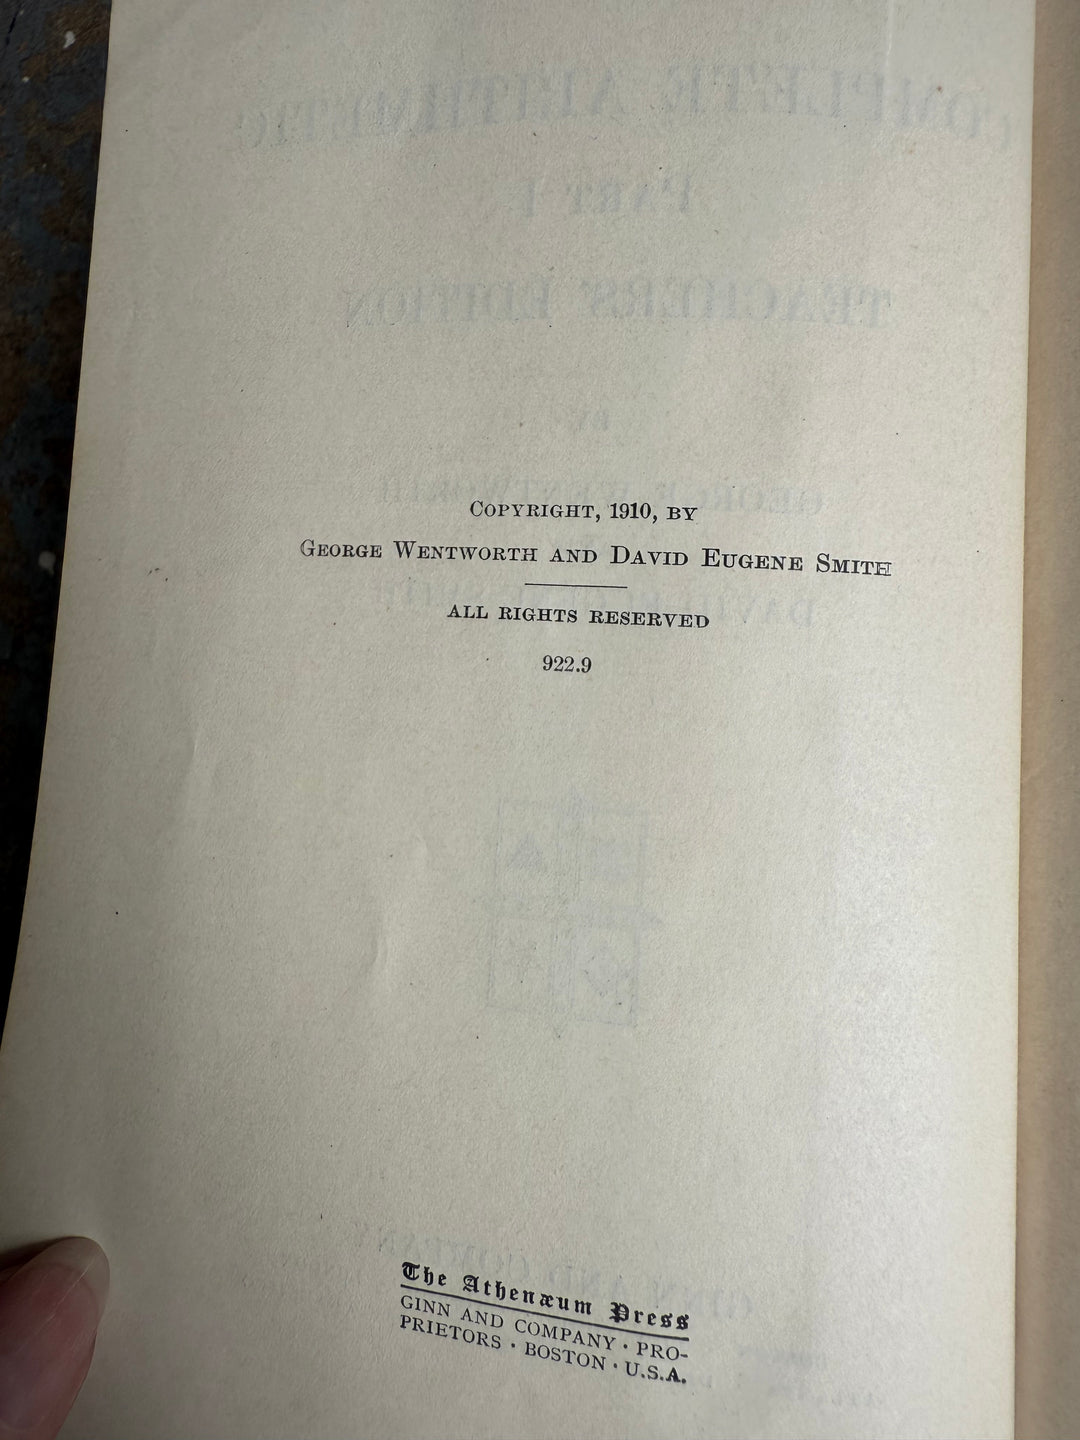 COPYRIGHT, 1910, BY
GEORGE WENTWORTH AND DAVID EUGENE SMITH
ALL RIGHTS RESERVED
922.9
The Athenæum Press
GINN AND COMPANY · PRO-
PRIETORS · BOSTON · U.S.A.